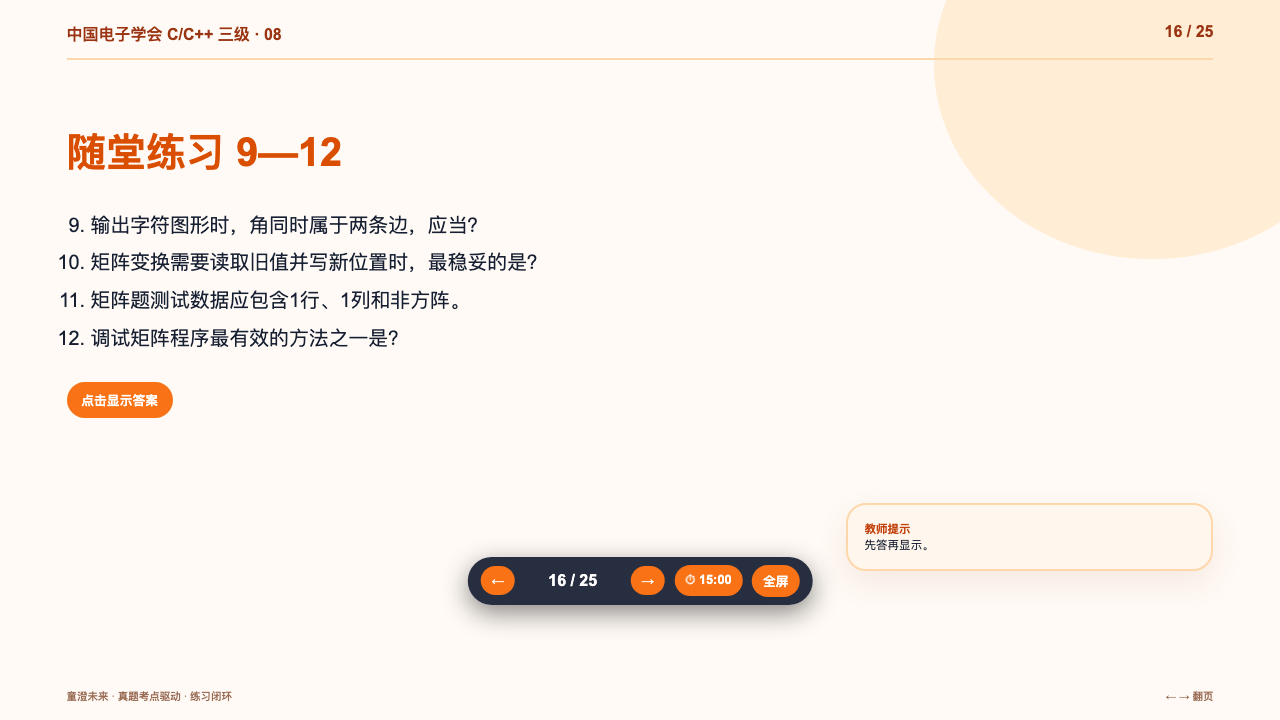 中国电子学会 C/C++ 三级 · 08
16 / 25
随堂练习 9—12
9. 输出字符图形时，角同时属于两条边，应当?
10. 矩阵变换需要读取旧值并写新位置时，最稳妥的是?
11. 矩阵题测试数据应包含1行、1列和非方阵。
12. 调试矩阵程序最有效的方法之一是?
点击显示答案
教师提示
先答再显示。
← 16 / 25 → ⏱ 15:00 全屏
童澄未来 · 真题考点驱动 · 练习闭环
←→ 翻页